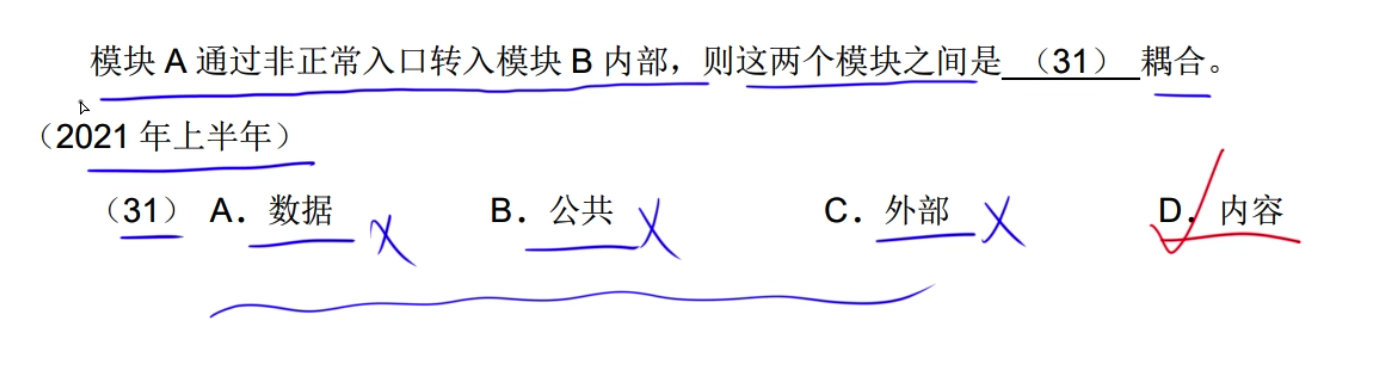 模块 A 通过非正常入口转入模块 B 内部，则这两个模块之间是 （31） 耦合。
（2021 年上半年）
（31） A．数据 B．公共 C．外部 D．内容